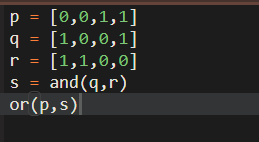 p = [0,0,1,1]
q = [1,0,0,1]
r = [1,1,0,0]
s = and(q,r)
or(p,s)